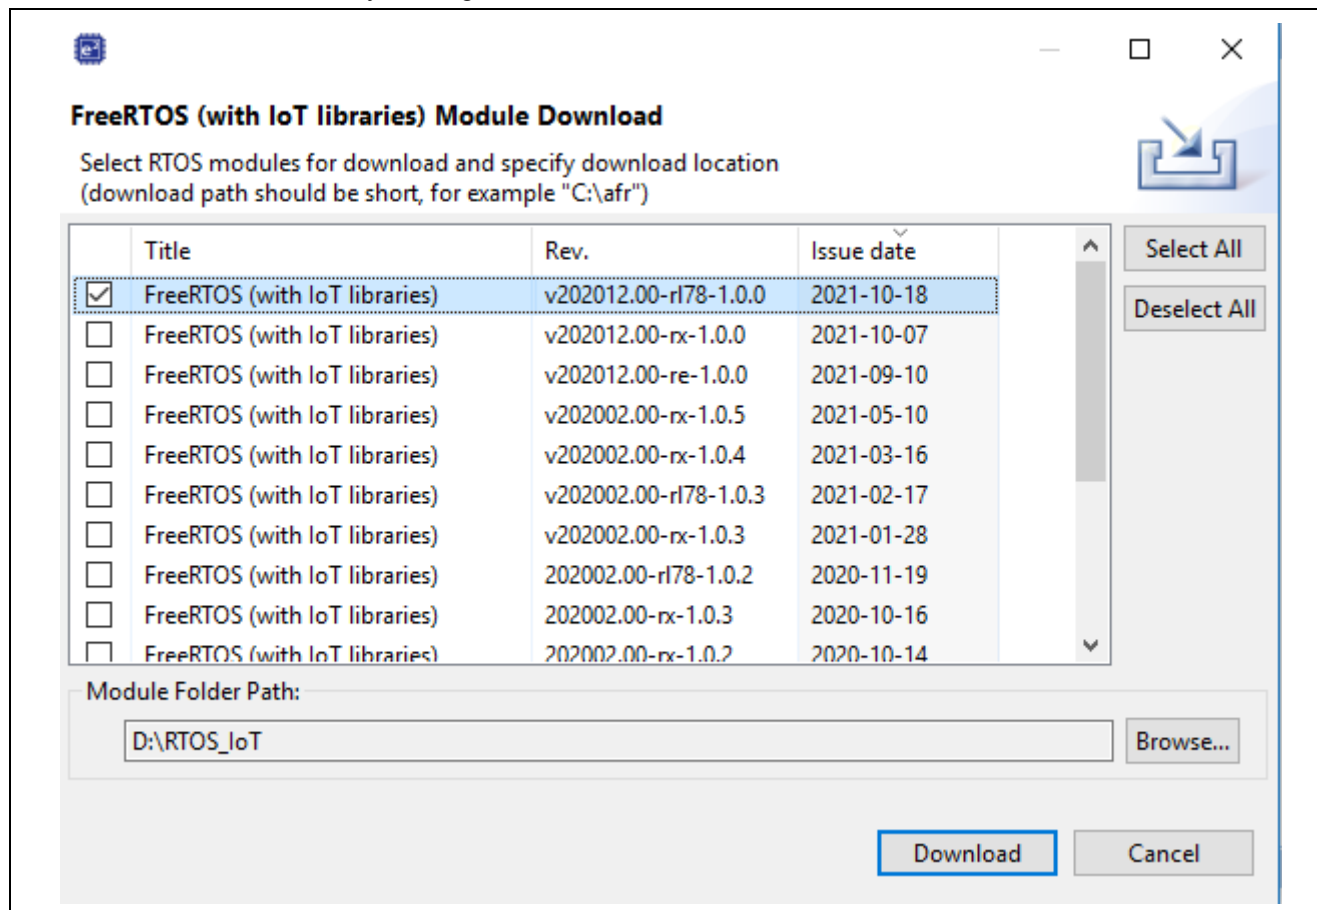 e²
FreeRTOS (with IoT libraries) Module Download
Select RTOS modules for download and specify download location
(download path should be short, for example "C:\afr")
Title Rev. Issue date
Select All
FreeRTOS (with IoT libraries) v202012.00-rl78-1.0.0 2021-10-18
Deselect All
FreeRTOS (with IoT libraries) v202012.00-rx-1.0.0 2021-10-07
FreeRTOS (with IoT libraries) v202012.00-re-1.0.0 2021-09-10
FreeRTOS (with IoT libraries) v202002.00-rx-1.0.5 2021-05-10
FreeRTOS (with IoT libraries) v202002.00-rx-1.0.4 2021-03-16
FreeRTOS (with IoT libraries) v202002.00-rl78-1.0.3 2021-02-17
FreeRTOS (with IoT libraries) v202002.00-rx-1.0.3 2021-01-28
FreeRTOS (with IoT libraries) 202002.00-rl78-1.0.2 2020-11-19
FreeRTOS (with IoT libraries) 202002.00-rx-1.0.3 2020-10-16
FreeRTOS (with IoT libraries) 202002.00-rx-1.0.2 2020-10-14
Module Folder Path:
D:\RTOS_IoT Browse...
Download Cancel